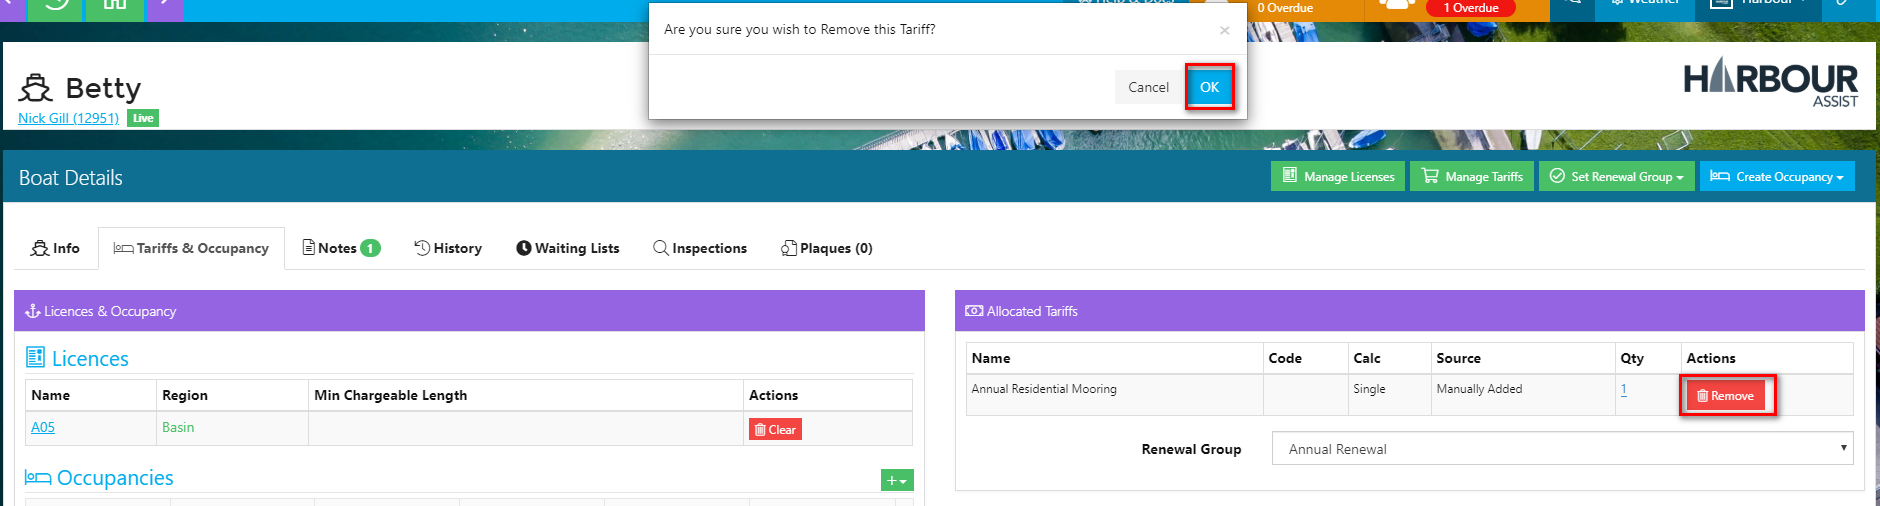 Help & Docs
0 Overdue
1 Overdue
Weather
Harbour
Are you sure you wish to Remove this Tariff?
×
Cancel
OK
Betty
Nick Gill (12951) Live
HARBOUR
ASSIST
Boat Details
Manage Licenses
Manage Tariffs
Set Renewal Group
Create Occupancy
Info
Tariffs & Occupancy
Notes 1
History
Waiting Lists
Inspections
Plaques (0)
Licences & Occupancy
Licences
Name Region Min Chargeable Length Actions
A05 Basin Clear
Occupancies
+
Allocated Tariffs
Name Code Calc Source Qty Actions
Annual Residential Mooring Single Manually Added 1 Remove
Renewal Group Annual Renewal